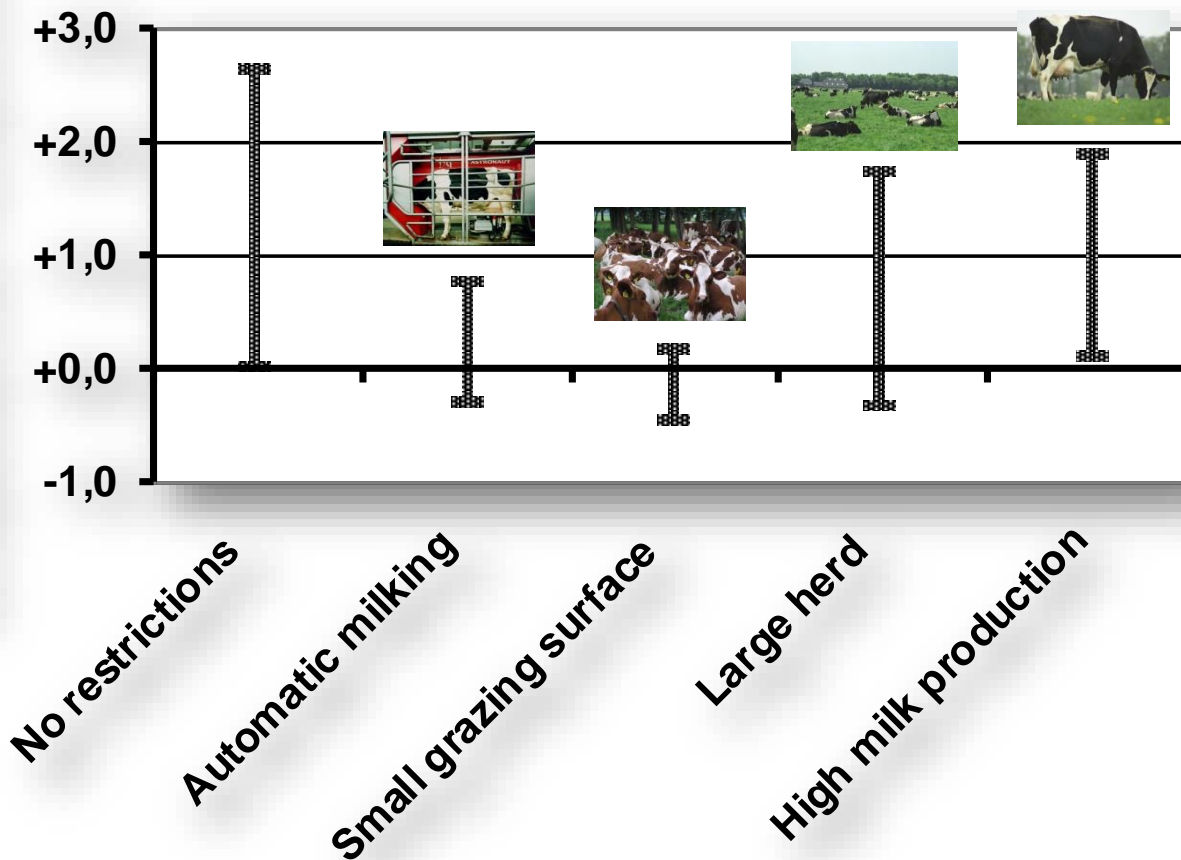 +3,0
+2,0
+1,0
+0,0
-1,0
No restrictions
Automatic milking
Small grazing surface
Large herd
High milk production
ASTRONAUT